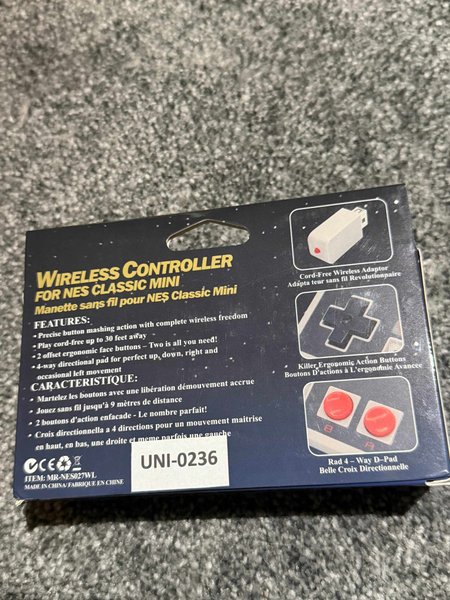 WIRELESS CONTROLLER
FOR NES CLASSIC MINI
Manette sans fil pour NES Classic Mini
FEATURES:
• Precise button mashing action with complete wireless freedom
• Play cord-free up to 30 feet away
• 2 offset ergonomic face buttons – Two is all you need!
• 4-way directional pad for perfect up, down, right and
occasional left movement
CARACTERISTIQUE:
• Martelez les boutons avec une libération démouvement accrue
• Jouez sans fil jusqu'à 9 mètres de distance
• 2 boutons d'action enfacade - Le nombre parfait!
• Croix directionnelle a 4 directions pour un mouvement maitrise
en haut, en bas, une droite et meme parfois une gauche
CE
ITEM: MR-NES027WL
MADE IN CHINA/ FABRIQUE EN CHINE
UNI-0236
Cord-Free Wireless Adaptor
Adapta teur sans fil Revolutionnaire
Killer Ergonomic Action Buttons
Boutons D'actions à L'ergonomie Avancee
B
A
Rad 4 – Way D-Pad
Belle Croix Directionnelle